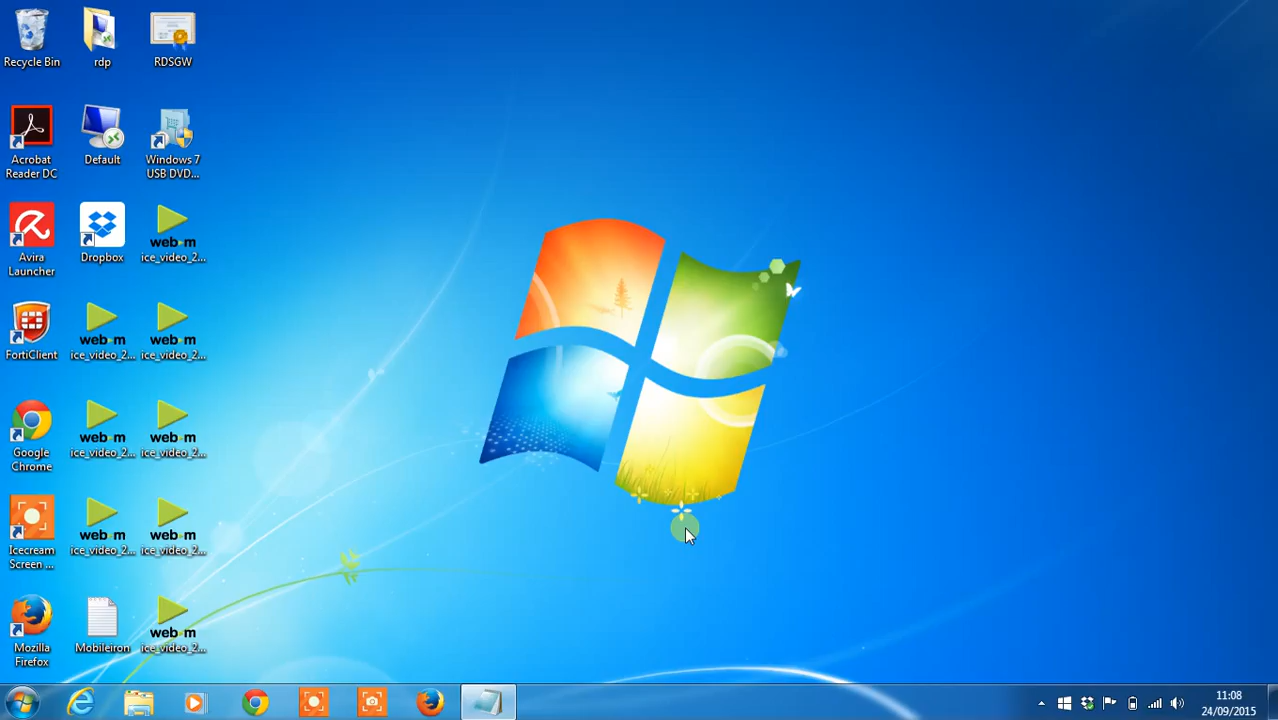 Recycle Bin
rdp
RDSGW
Acrobat
Reader DC
Default
Windows 7
USB DVD...
Avira
Launcher
Dropbox
web·m
ice_video_2...
FortiClient
web·m
ice_video_2...
web·m
ice_video_2...
Google
Chrome
web·m
ice_video_2...
web·m
ice_video_2...
Icecream
Screen ...
web·m
ice_video_2...
web·m
ice_video_2...
Mozilla
Firefox
Mobileiron
web·m
ice_video_2...
11:08
24/09/2015